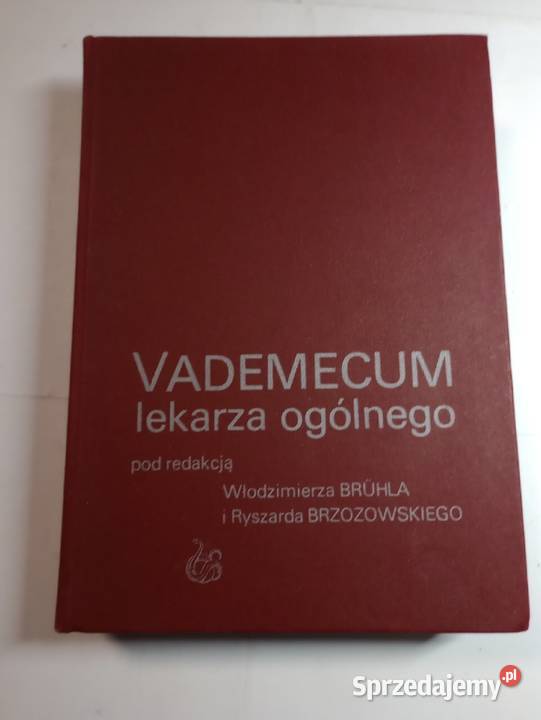 VADEMECUM
lekarza ogólnego
pod redakcją
Włodzimierza BRÜHLA
i Ryszarda BRZOZOWSKIEGO
Sprzedajemy.pl